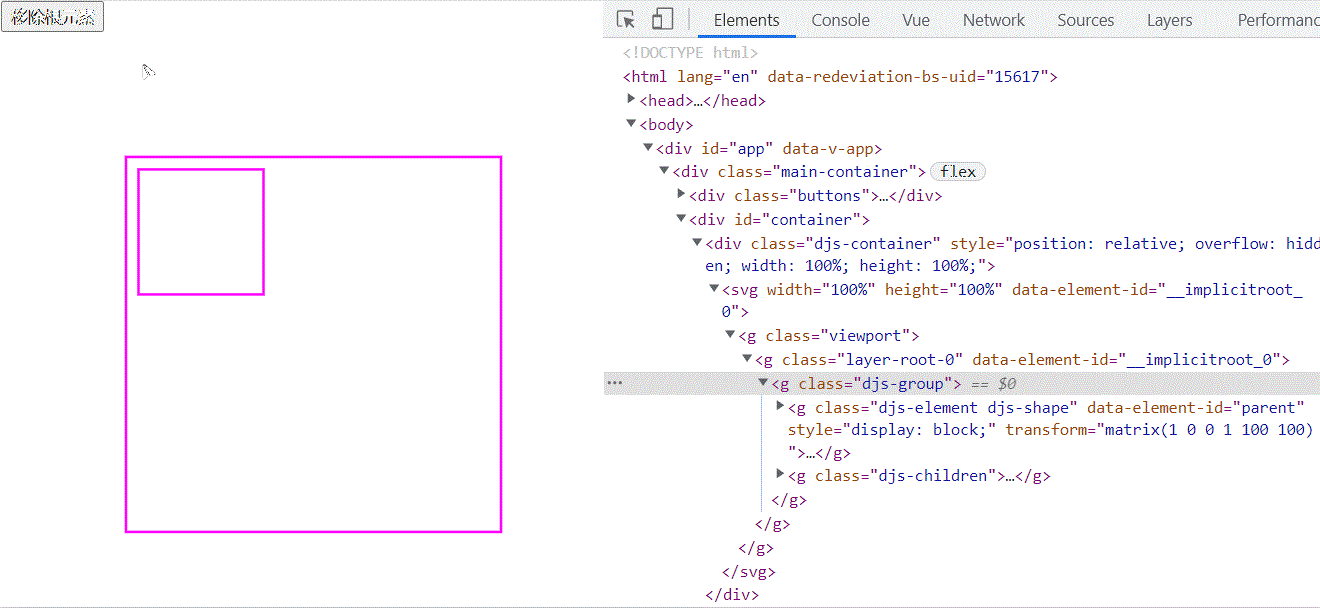 移除根元素
Elements Console Vue Network Sources Layers Performanc
<!DOCTYPE html>
<html lang="en" data-redeviation-bs-uid="15617">
▶<head>…</head>
▼<body>
▼<div id="app" data-v-app>
▼<div class="main-container"> flex
▶<div class="buttons">…</div>
▼<div id="container">
▼<div class="djs-container" style="position: relative; overflow: hidd
en; width: 100%; height: 100%;">
▼<svg width="100%" height="100%" data-element-id="__implicitroot_
0">
▼<g class="viewport">
▼<g class="layer-root-0" data-element-id="__implicitroot_0">
… ▼<g class="djs-group"> == $0
▶<g class="djs-element djs-shape" data-element-id="parent"
style="display: block;" transform="matrix(1 0 0 1 100 100)
">…</g>
▶<g class="djs-children">…</g>
</g>
</g>
</g>
</svg>
</div>